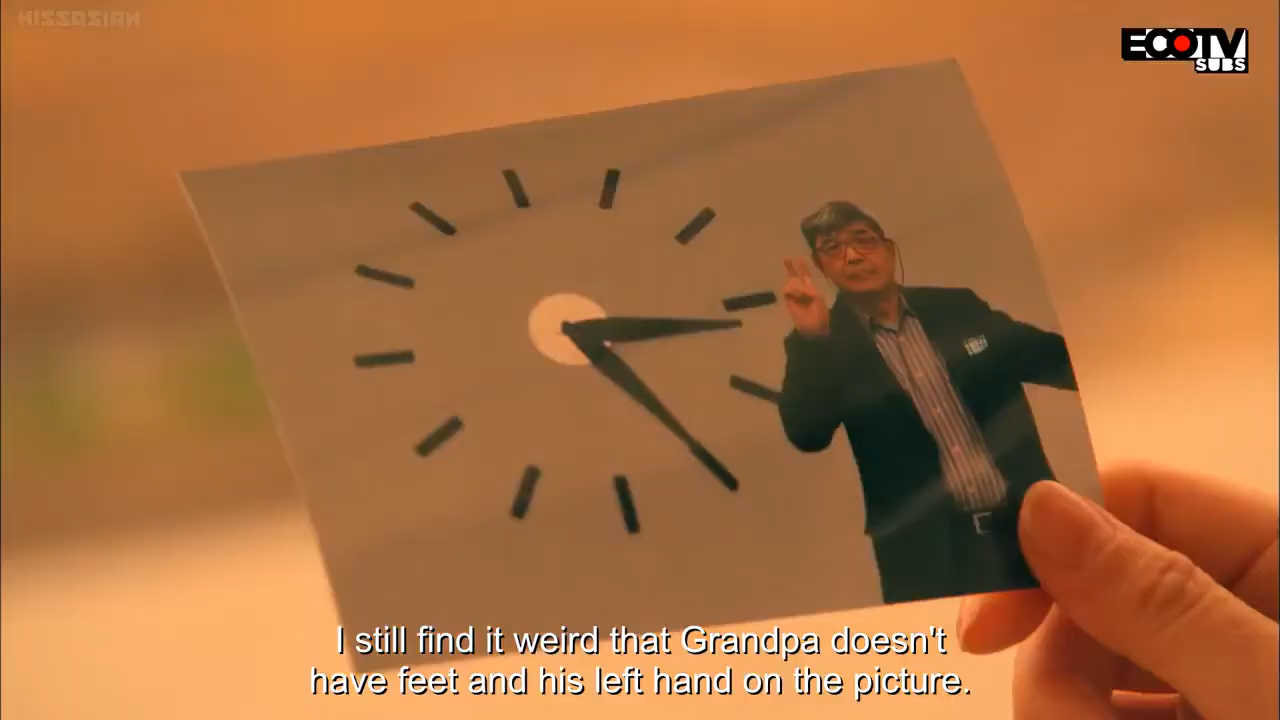 KISSASIAN
ECOTV
SUBS
I still find it weird that Grandpa doesn't
have feet and his left hand on the picture.